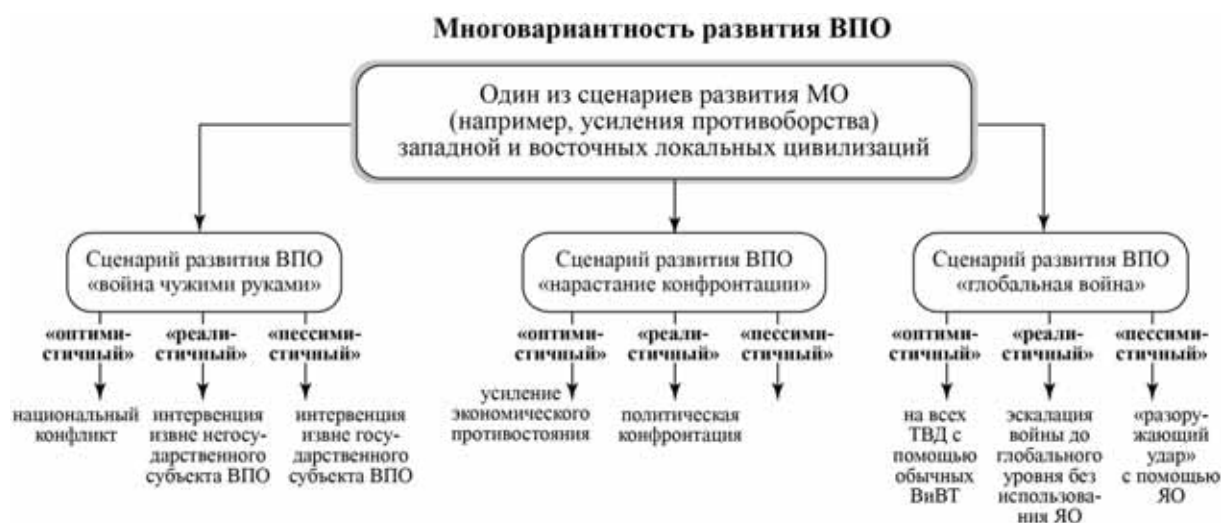 Многовариантность развития ВПО
Один из сценариев развития МО
(например, усиления противоборства)
западной и восточных локальных цивилизаций
Сценарий развития ВПО
«война чужими руками»
«оптими-
стичный»
«реали-
стичный»
«пессими-
стичный»
национальный
конфликт
интервенция
извне негосу-
дарственного
субъекта ВПО
интервенция
извне госу-
дарственного
субъекта ВПО
Сценарий развития ВПО
«нарастание конфронтации»
«оптими-
стичный»
«реали-
стичный»
«пессими-
стичный»
усиление
экономического
противостояния
политическая
конфронтация
Сценарий развития ВПО
«глобальная война»
«оптими-
стичный»
«реали-
стичный»
«пессими-
стичный»
на всех
ТВД с
помощью
обычных
ВиВТ
эскалация
войны до
глобального
уровня без
использова-
ния ЯО
«разору-
жающий
удар»
с помощью
ЯО